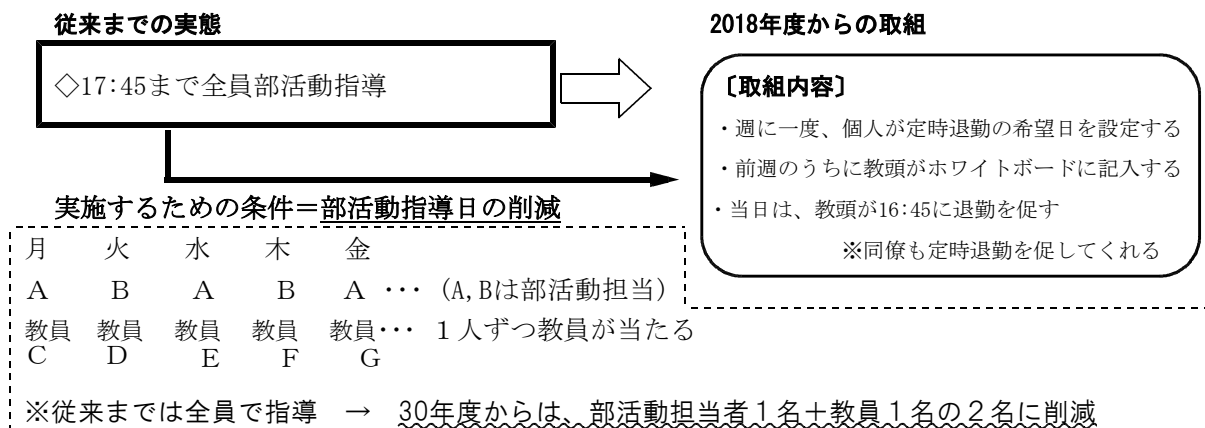 従来までの実態
◇17:45まで全員部活動指導
2018年度からの取組
〔取組内容〕
・週に一度、個人が定時退勤の希望日を設定する
・前週のうちに教頭がホワイトボードに記入する
・当日は、教頭が16:45に退勤を促す
※同僚も定時退勤を促してくれる
実施するための条件＝部活動指導日の削減
月 火 水 木 金
A B A B A ･･･ （A,Bは部活動担当）
教員 教員 教員 教員 教員･･･ １人ずつ教員が当たる
C D E F G
※従来までは全員で指導 → 30年度からは、部活動担当者１名＋教員１名の２名に削減